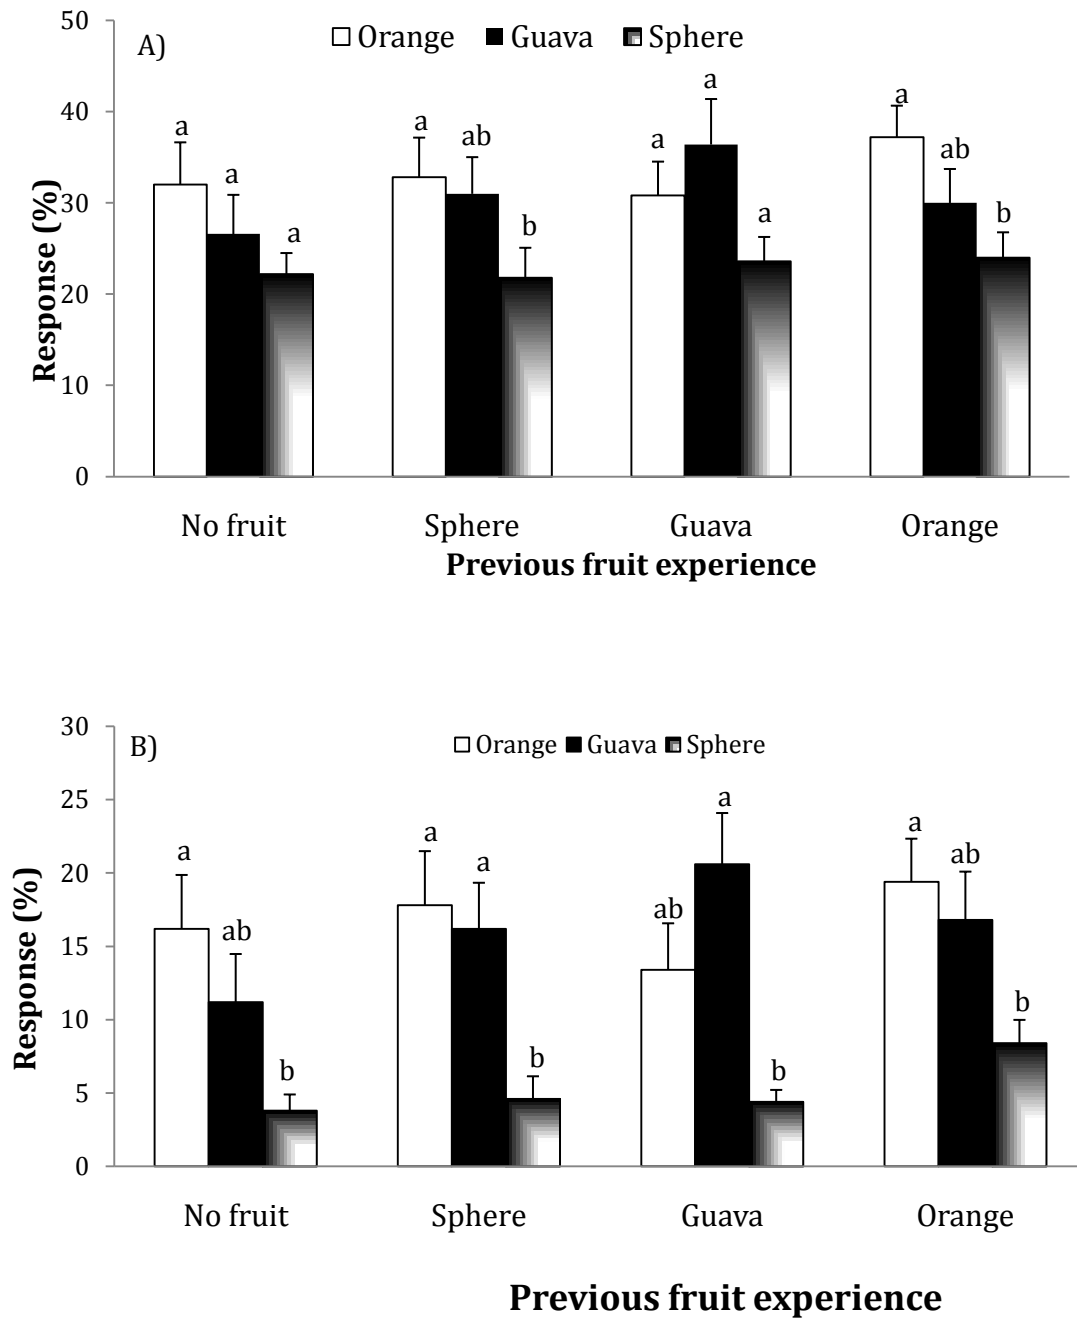 50
A)
Orange Guava Sphere
a a a a ab b a a a a ab b
40
30
20
10
0
Response (%)
No fruit Sphere Guava Orange
Previous fruit experience
30
B)
Orange Guava Sphere
a ab b a a b ab a b a ab b
25
20
15
10
5
0
Response (%)
No fruit Sphere Guava Orange
Previous fruit experience